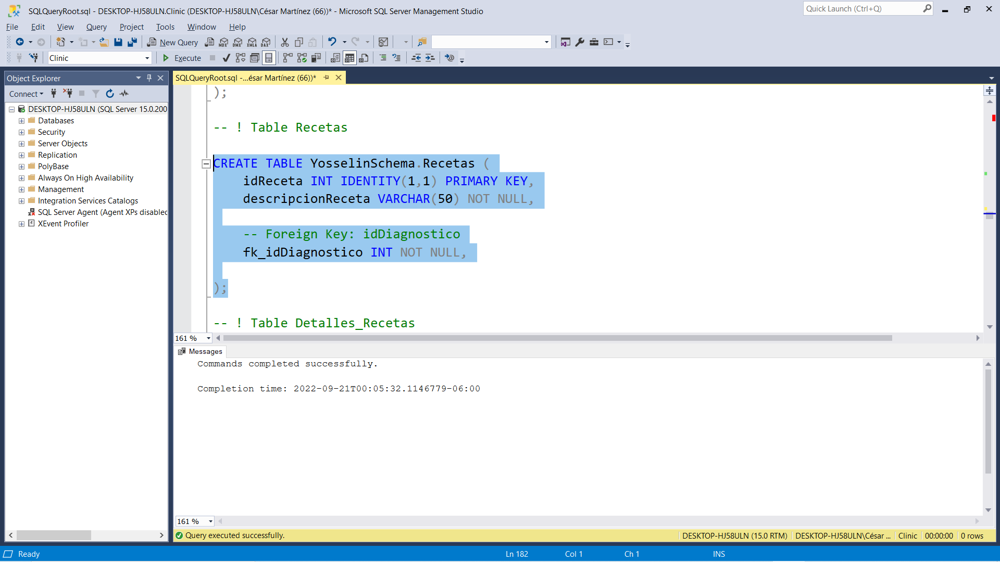 SQLQueryRoot.sql - DESKTOP-HJ58ULN.Clinic (DESKTOP-HJ58ULN\César Martínez (66))* - Microsoft SQL Server Management Studio
Quick Launch (Ctrl+Q)
File Edit View Query Project Tools Window Help
New Query MDX DMX XMLA DAX
Clinic Execute
Object Explorer
SQLQueryRoot.sql -...ésar Martínez (66))*
Connect
DESKTOP-HJ58ULN (SQL Server 15.0.200
Databases
Security
Server Objects
Replication
PolyBase
Always On High Availability
Management
Integration Services Catalogs
SQL Server Agent (Agent XPs disabled
XEvent Profiler
);
-- ! Table Recetas
CREATE TABLE YosselinSchema.Recetas (
idReceta INT IDENTITY(1,1) PRIMARY KEY,
descripcionReceta VARCHAR(50) NOT NULL,
-- Foreign Key: idDiagnostico
fk_idDiagnostico INT NOT NULL,
);
-- ! Table Detalles_Recetas
161 %
Messages
Commands completed successfully.
Completion time: 2022-09-21T00:05:32.1146779-06:00
161 %
Query executed successfully. DESKTOP-HJ58ULN (15.0 RTM) DESKTOP-HJ58ULN\César ... Clinic 00:00:00 0 rows
Ready Ln 182 Col 1 Ch 1 INS